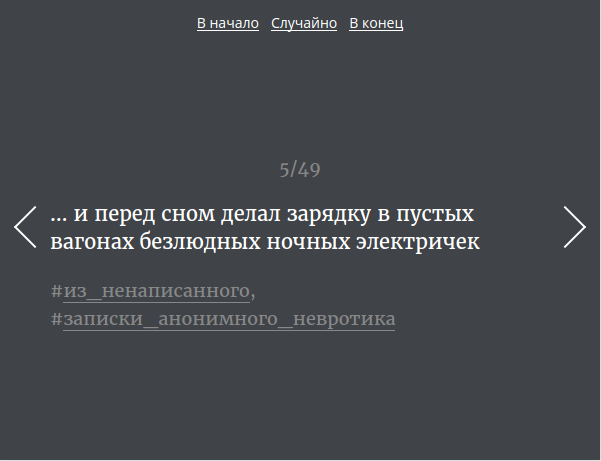 В начало Случайно В конец
5/49
... и перед сном делал зарядку в пустых
вагонах безлюдных ночных электричек
#из_ненаписанного,
#записки_анонимного_невротика